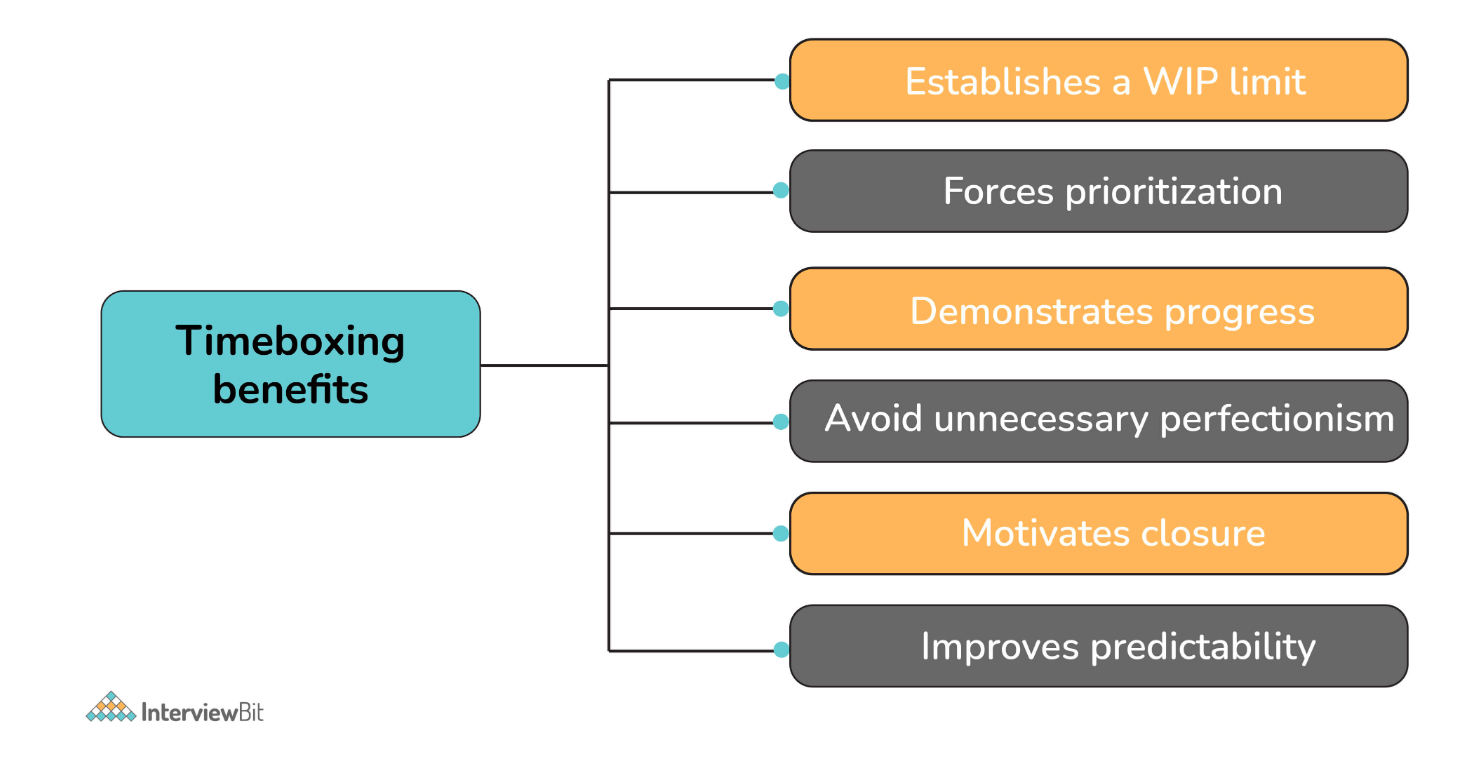 Timeboxing
benefits
Establishes a WIP limit
Forces prioritization
Demonstrates progress
Avoid unnecessary perfectionism
Motivates closure
Improves predictability
InterviewBit